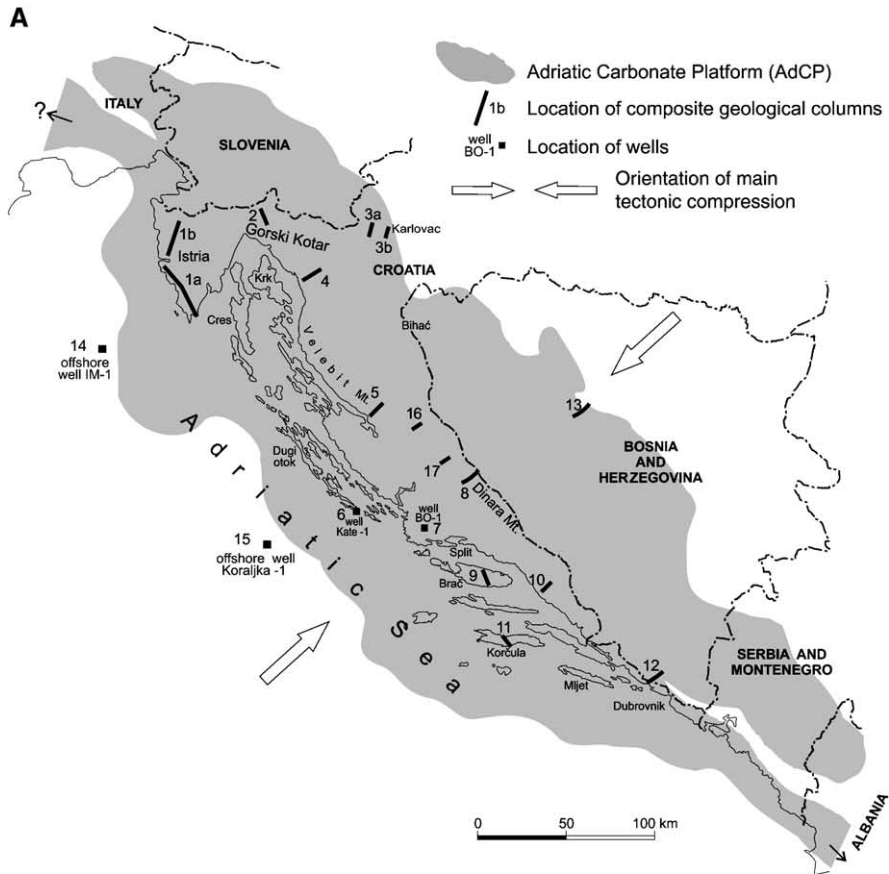 A
Adriatic Carbonate Platform (AdCP)
1b Location of composite geological columns
well
BO-1 Location of wells
Orientation of main
tectonic compression
?
ITALY
SLOVENIA
2
Gorski Kotar
3a
3b
Karlovac
1b
Istria
1a
Krk
4
CROATIA
Cres
Bihać
Velebit Mt.
14
offshore
well IM-1
5
16
13
BOSNIA
AND
HERZEGOVINA
Adriatic Sea
Dugi
otok
17
8
Dinara Mt.
6
well
Kate-1
well
BO-1
7
15
offshore well
Koraljka-1
Split
9
Brač
10
11
Korčula
SERBIA AND
MONTENEGRO
12
Mljet
Dubrovnik
ALBANIA
0 50 100 km